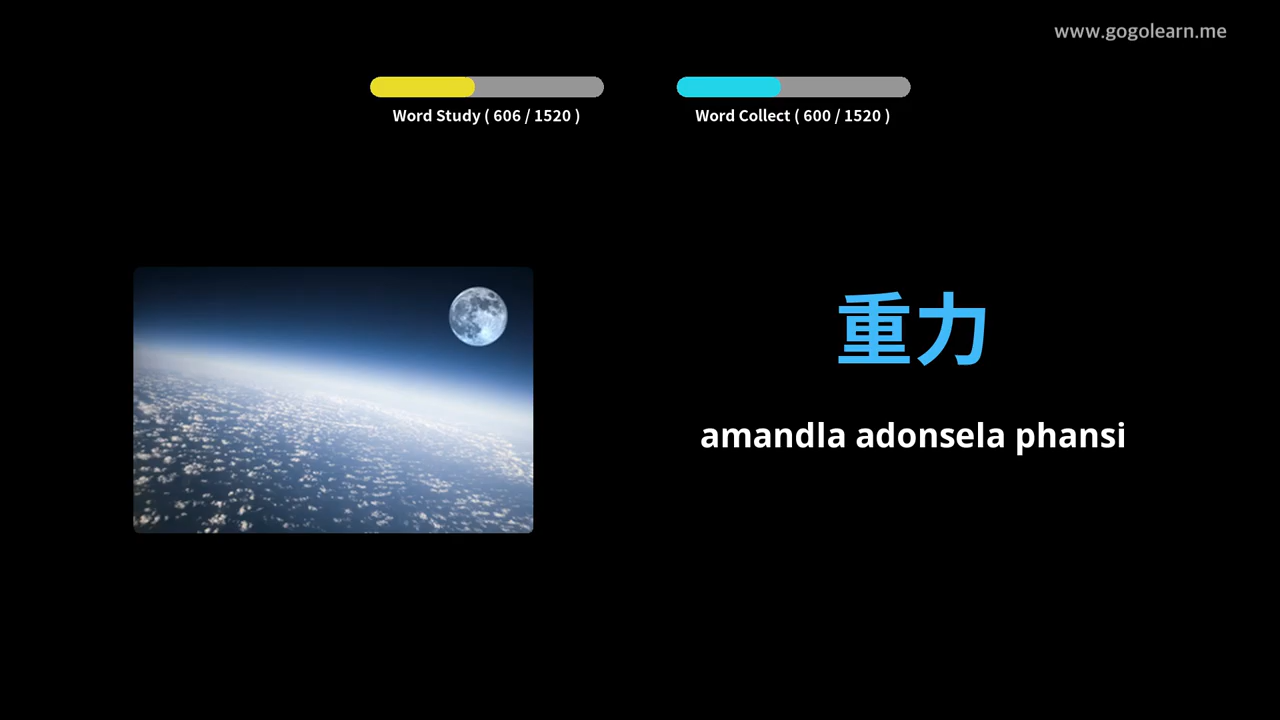 www.gogolearn.me
Word Study ( 606 / 1520 )
Word Collect ( 600 / 1520 )
重力
amandla adonsela phansi